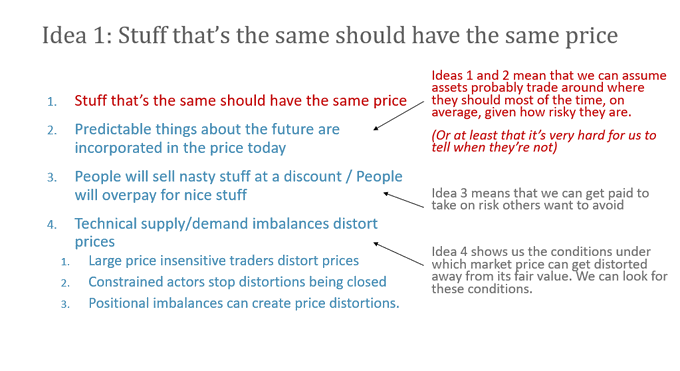 Idea 1: Stuff that's the same should have the same price
1. Stuff that's the same should have the same price
2. Predictable things about the future are
incorporated in the price today
3. People will sell nasty stuff at a discount / People
will overpay for nice stuff
4. Technical supply/demand imbalances distort
prices
1. Large price insensitive traders distort prices
2. Constrained actors stop distortions being closed
3. Positional imbalances can create price distortions.
Ideas 1 and 2 mean that we can assume
assets probably trade around where
they should most of the time, on
average, given how risky they are.
(Or at least that it's very hard for us to
tell when they're not)
Idea 3 means that we can get paid to
take on risk others want to avoid
Idea 4 shows us the conditions under
which market price can get distorted
away from its fair value. We can look for
these conditions.